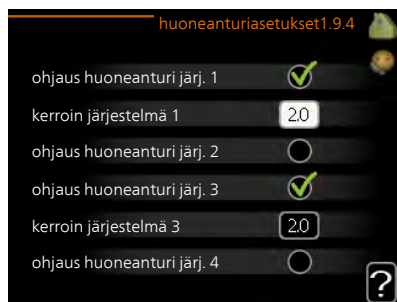 huoneanturiasetukset1.9.4
ohjaus huoneanturi järj. 1
kerroin järjestelmä 1 2.0
ohjaus huoneanturi järj. 2
ohjaus huoneanturi järj. 3
kerroin järjestelmä 3 2.0
ohjaus huoneanturi järj. 4
?